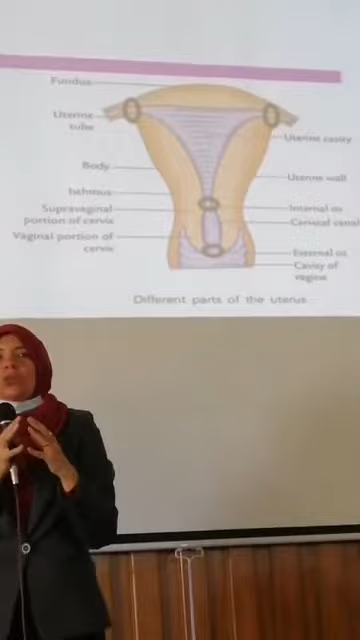 Fundus
Uterine
tube
Uterine cavity
Body
Uterine wall
Isthmus
Supravaginal
portion of cervix
Internal os
Cervical canal
Vaginal portion of
cervix
External os
Cavity of
vagina
Different parts of the uterus